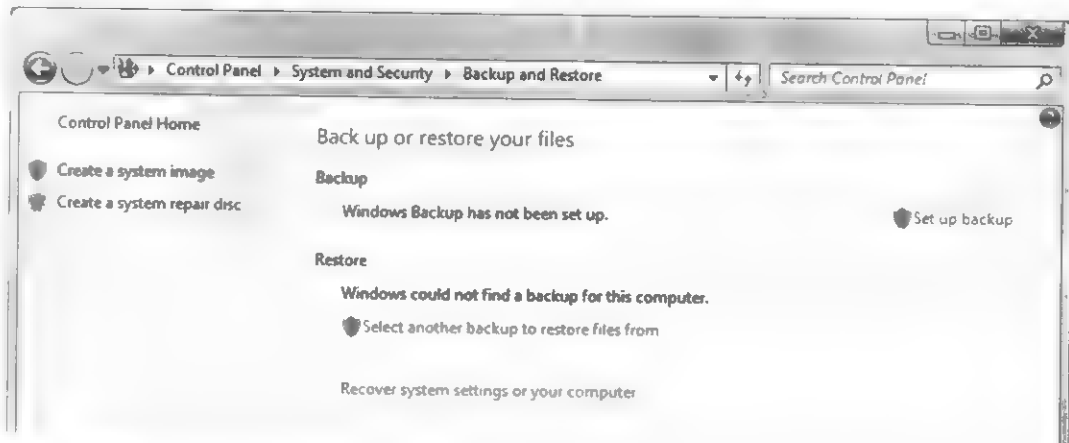 Control Panel ▸ System and Security ▸ Backup and Restore
Search Control Panel
Control Panel Home
Create a system image
Create a system repair disc
Back up or restore your files
Backup
Windows Backup has not been set up.
Set up backup
Restore
Windows could not find a backup for this computer.
Select another backup to restore files from
Recover system settings or your computer